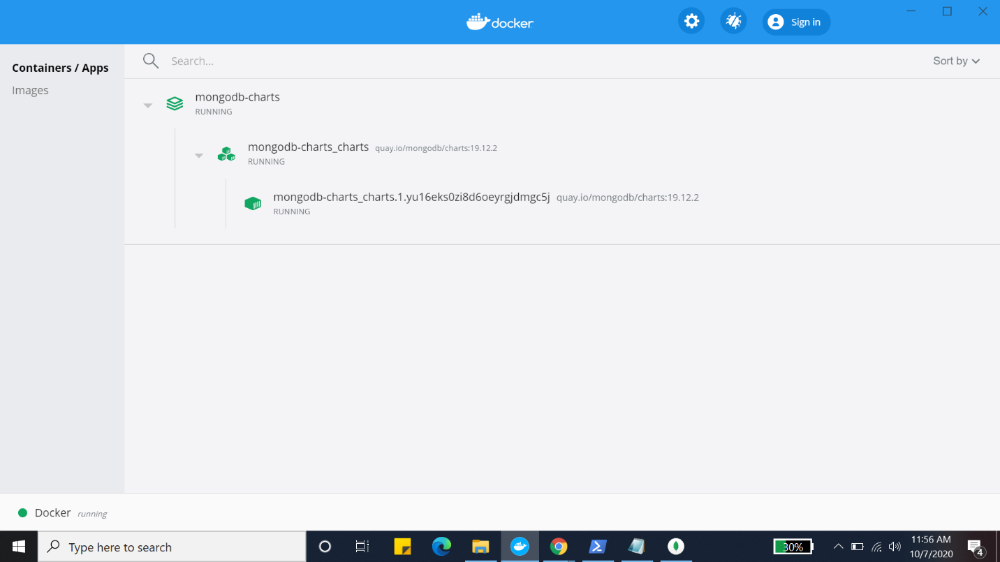 docker
Sign in
Containers / Apps
Images
Search...
Sort by
mongodb-charts
RUNNING
mongodb-charts_charts quay.io/mongodb/charts:19.12.2
RUNNING
mongodb-charts_charts.1.yu16eks0zi8d6oeyrgjdmgc5j quay.io/mongodb/charts:19.12.2
RUNNING
Docker running
Type here to search
30%
11:56 AM
10/7/2020
4